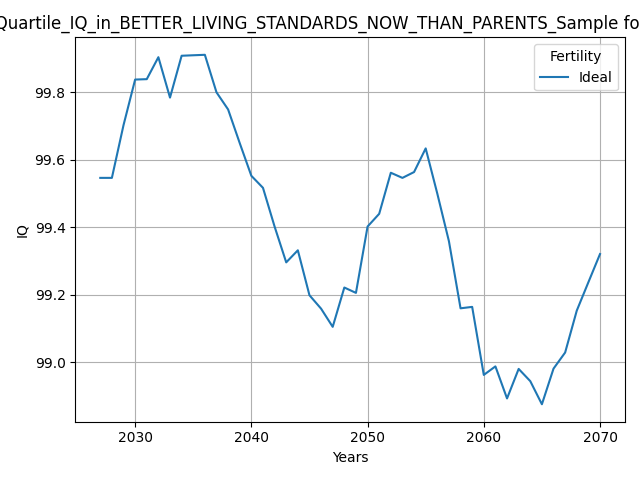 Quartile_IQ_in_BETTER_LIVING_STANDARDS_NOW_THAN_PARENTS_Sample fo
Fertility
Ideal
99.8
99.6
99.4
99.2
99.0
IQ
2030 2040 2050 2060 2070
Years